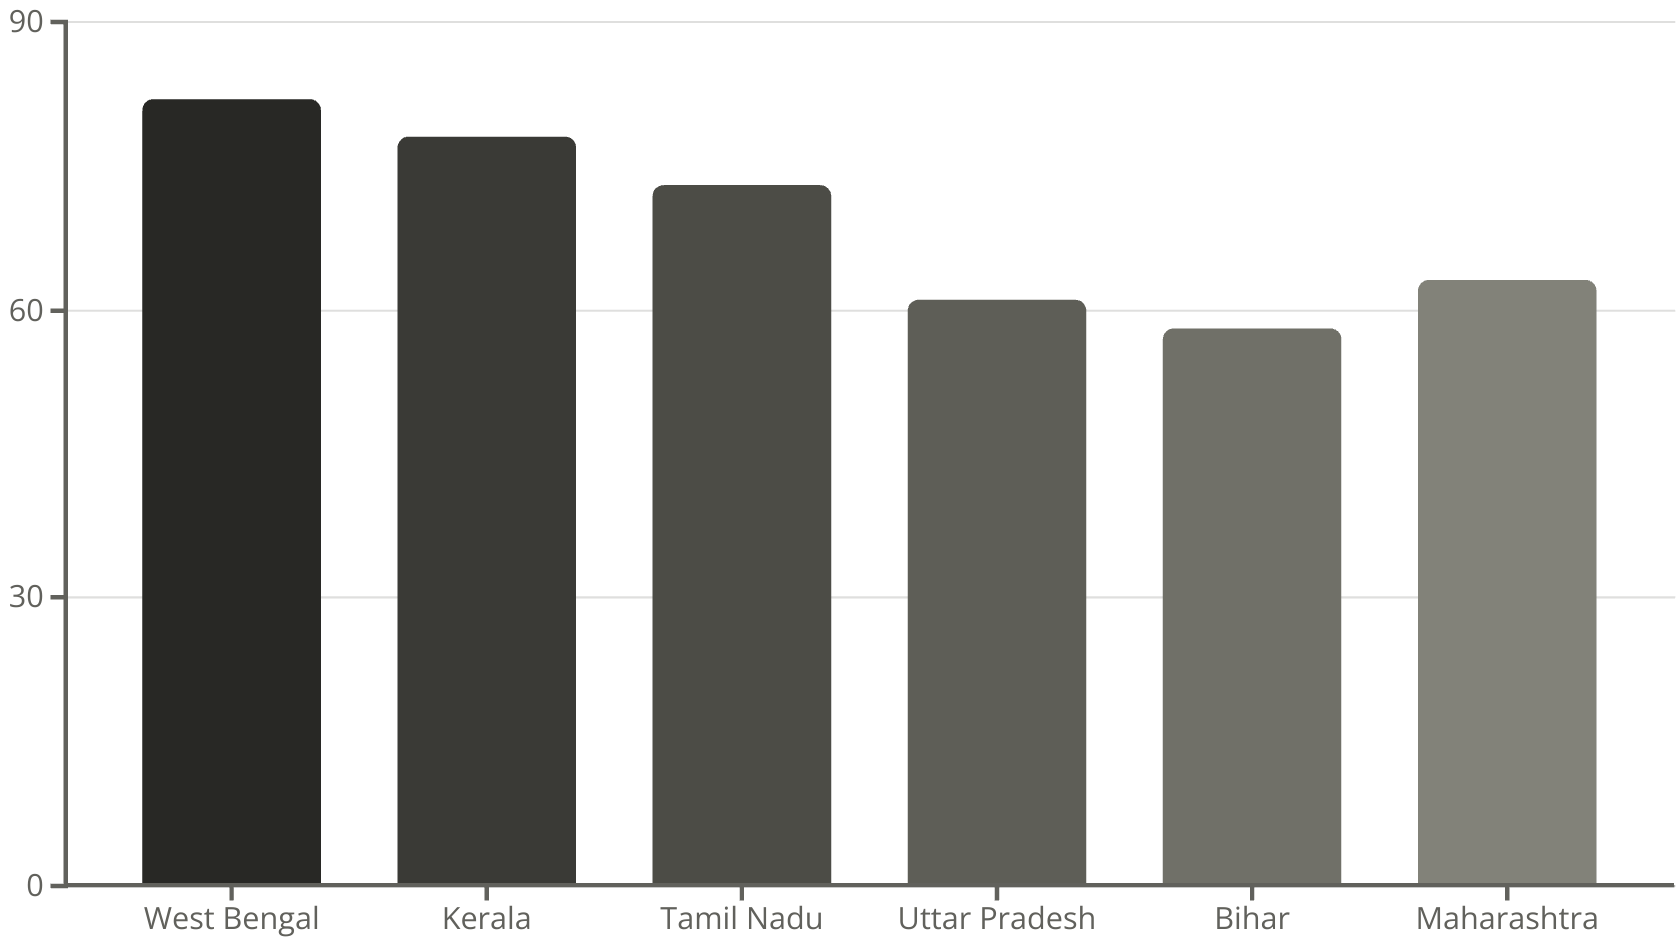 90
60
30
0
West Bengal
Kerala
Tamil Nadu
Uttar Pradesh
Bihar
Maharashtra